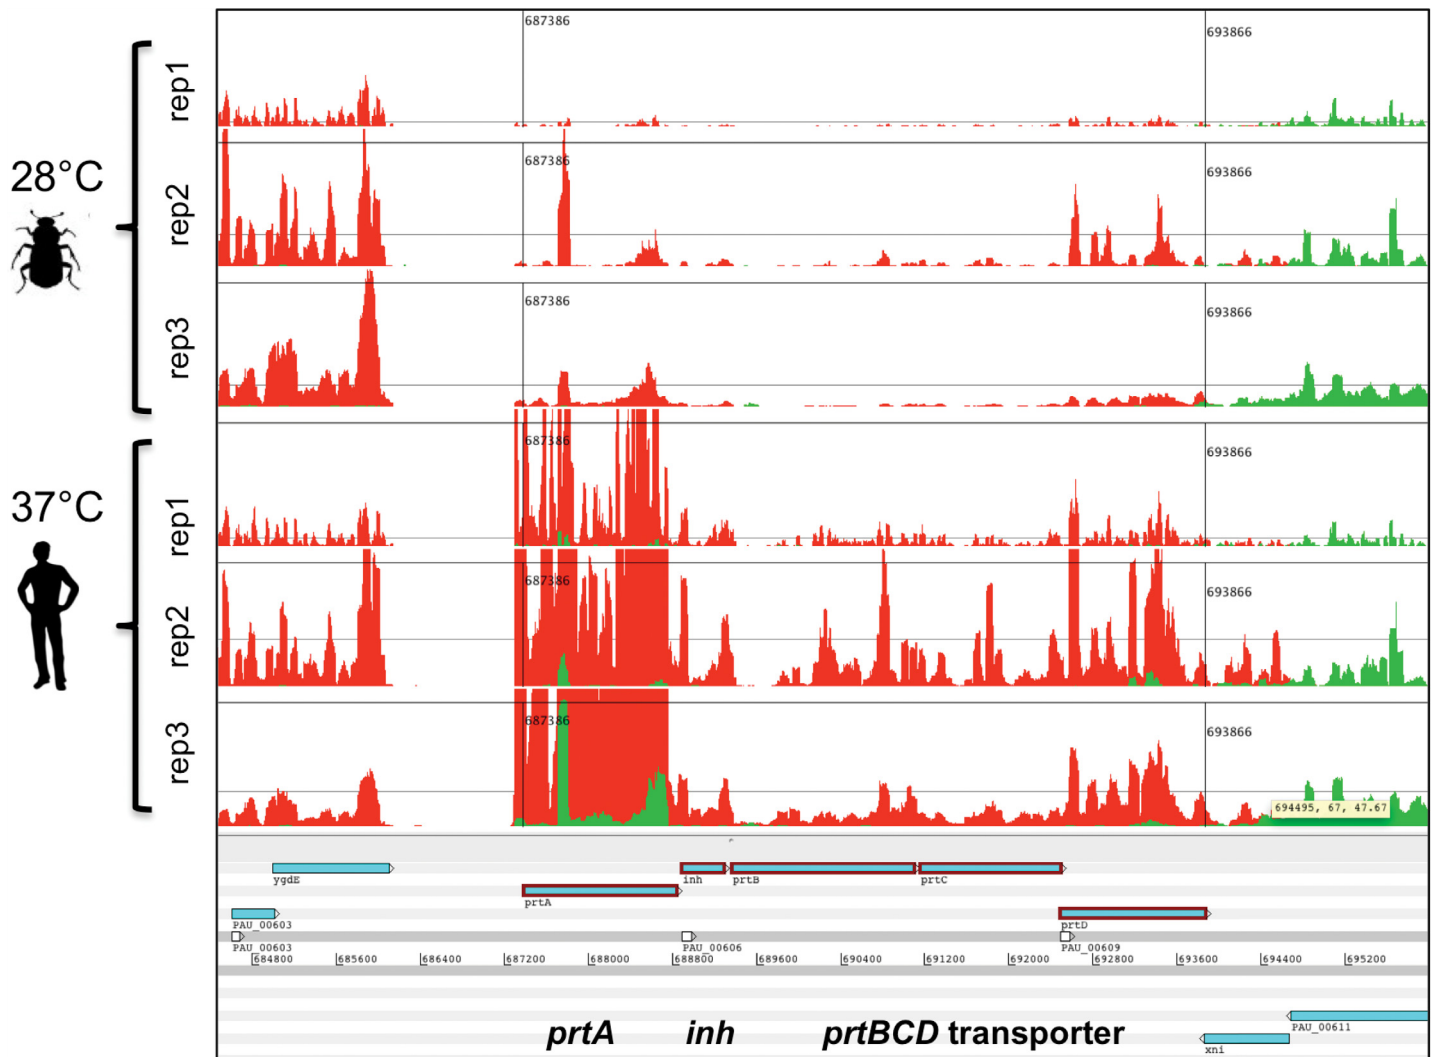 28°C
rep1
rep2
rep3
37°C
rep1
rep2
rep3
687386
693866
687386
693866
687386
693866
687386
693866
687386
693866
687386
693866
694495, 67, 47.67
ygdE
inh
prtB
prtC
prtA
PAU_00603
prtD
PAU_00603
PAU_00606
PAU_00609
684800 685600 686400 687200 688000 688800 689600 690400 691200 692000 692800 693600 694400 695200
prtA inh prtBCD transporter
PAU_00611
xni